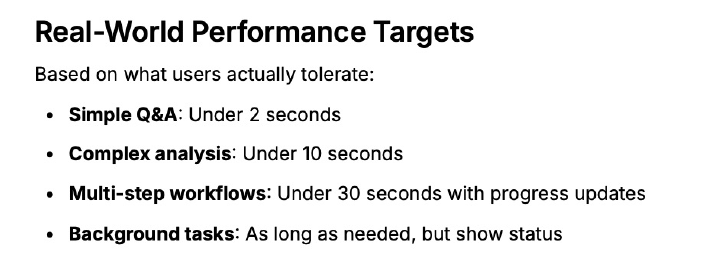 Real-World Performance Targets
Based on what users actually tolerate:
• Simple Q&A: Under 2 seconds
• Complex analysis: Under 10 seconds
• Multi-step workflows: Under 30 seconds with progress updates
• Background tasks: As long as needed, but show status